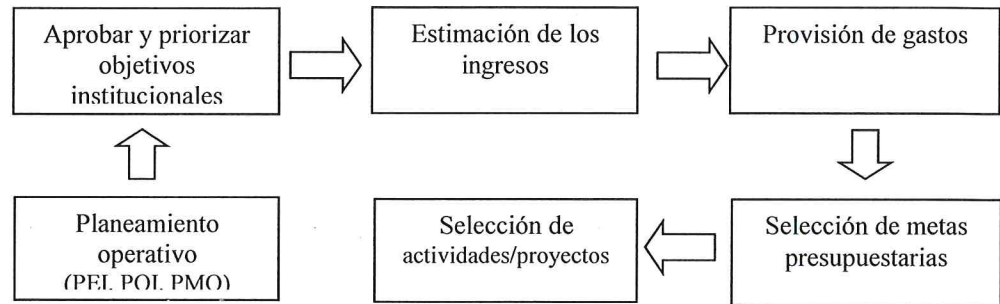 Aprobar y priorizar
objetivos
institucionales
Estimación de los
ingresos
Provisión de gastos
Planeamiento
operativo
(PEI, POI, PMO)
Selección de
actividades/proyectos
Selección de metas
presupuestarias